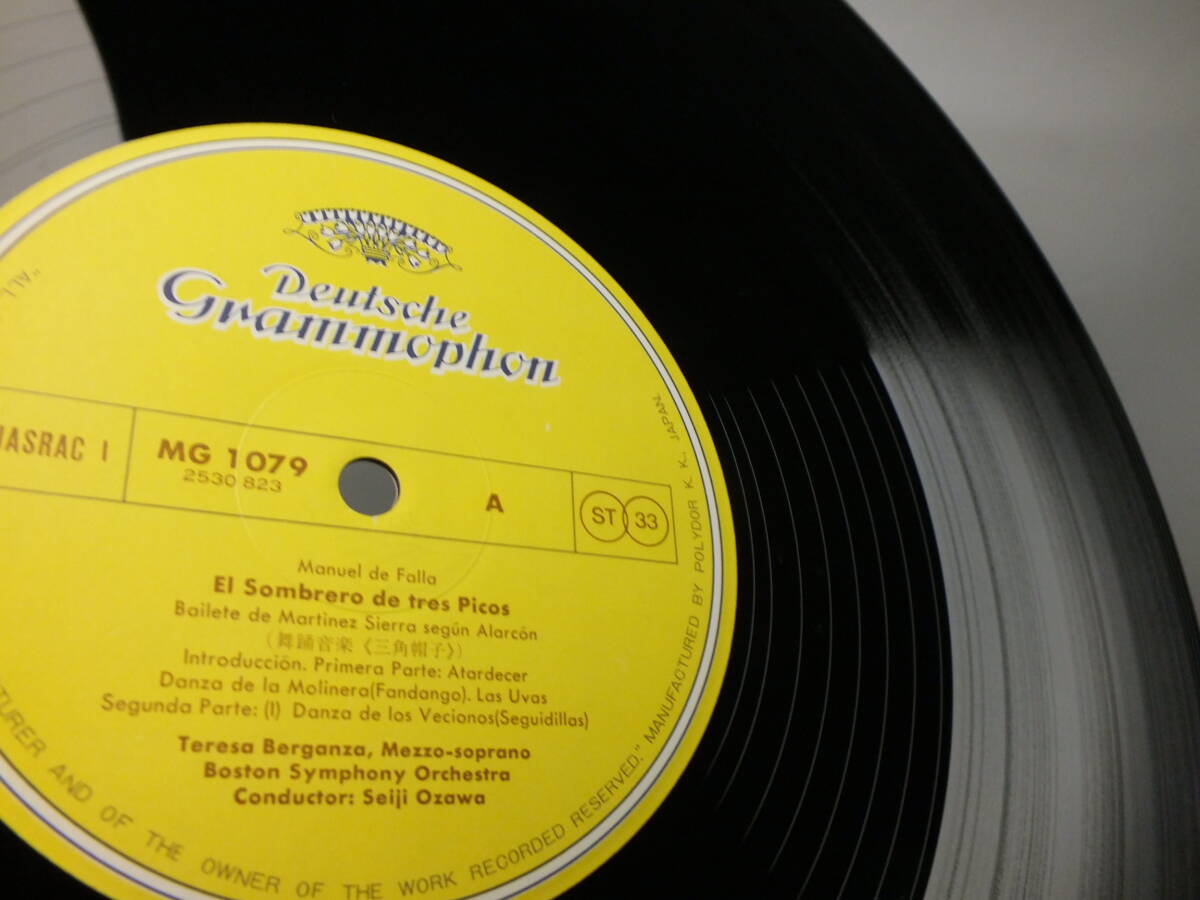 Deutsche
Grammophon
JASRAC I
MG 1079
2530 823
A
ST 33
Manuel de Falla
El Sombrero de tres Picos
Bailete de Martinez Sierra según Alarcón
(舞踊音楽《三角帽子》)
Introducción. Primera Parte: Atardecer
Danza de la Molinera(Fandango). Las Uvas
Segunda Parte: (I) Danza de los Vecionos(Seguidillas)
Teresa Berganza, Mezzo-soprano
Boston Symphony Orchestra
Conductor: Seiji Ozawa
"ALL
TURER AND OF THE OWNER OF THE WORK RECORDED RESERVED." MANUFACTURED BY POLYDOR K. K., JAPAN.